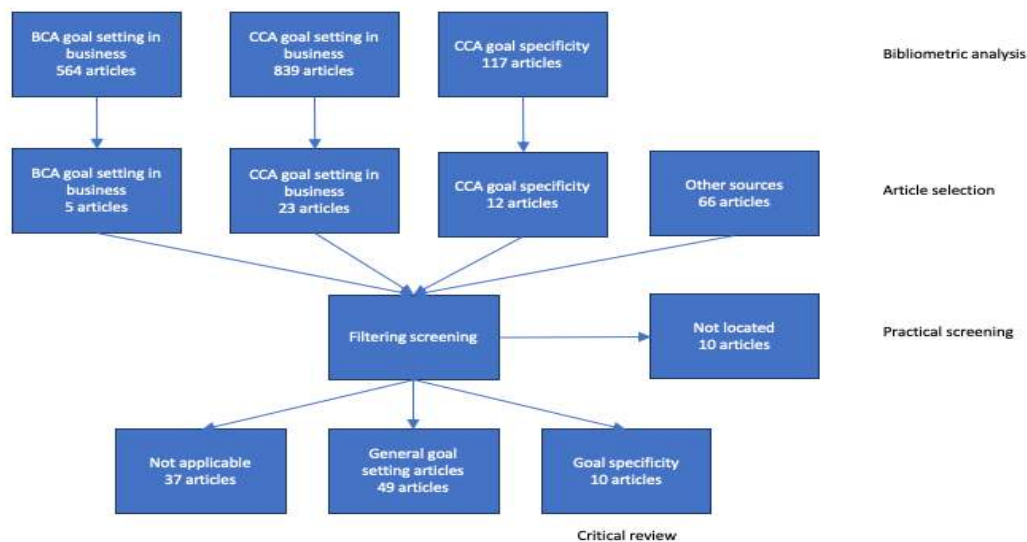 BCA goal setting in
business
564 articles
CCA goal setting in
business
839 articles
CCA goal specificity
117 articles
Bibliometric analysis
BCA goal setting in
business
5 articles
CCA goal setting in
business
23 articles
CCA goal specificity
12 articles
Other sources
66 articles
Article selection
Filtering screening
Not located
10 articles
Practical screening
Not applicable
37 articles
General goal
setting articles
49 articles
Goal specificity
10 articles
Critical review